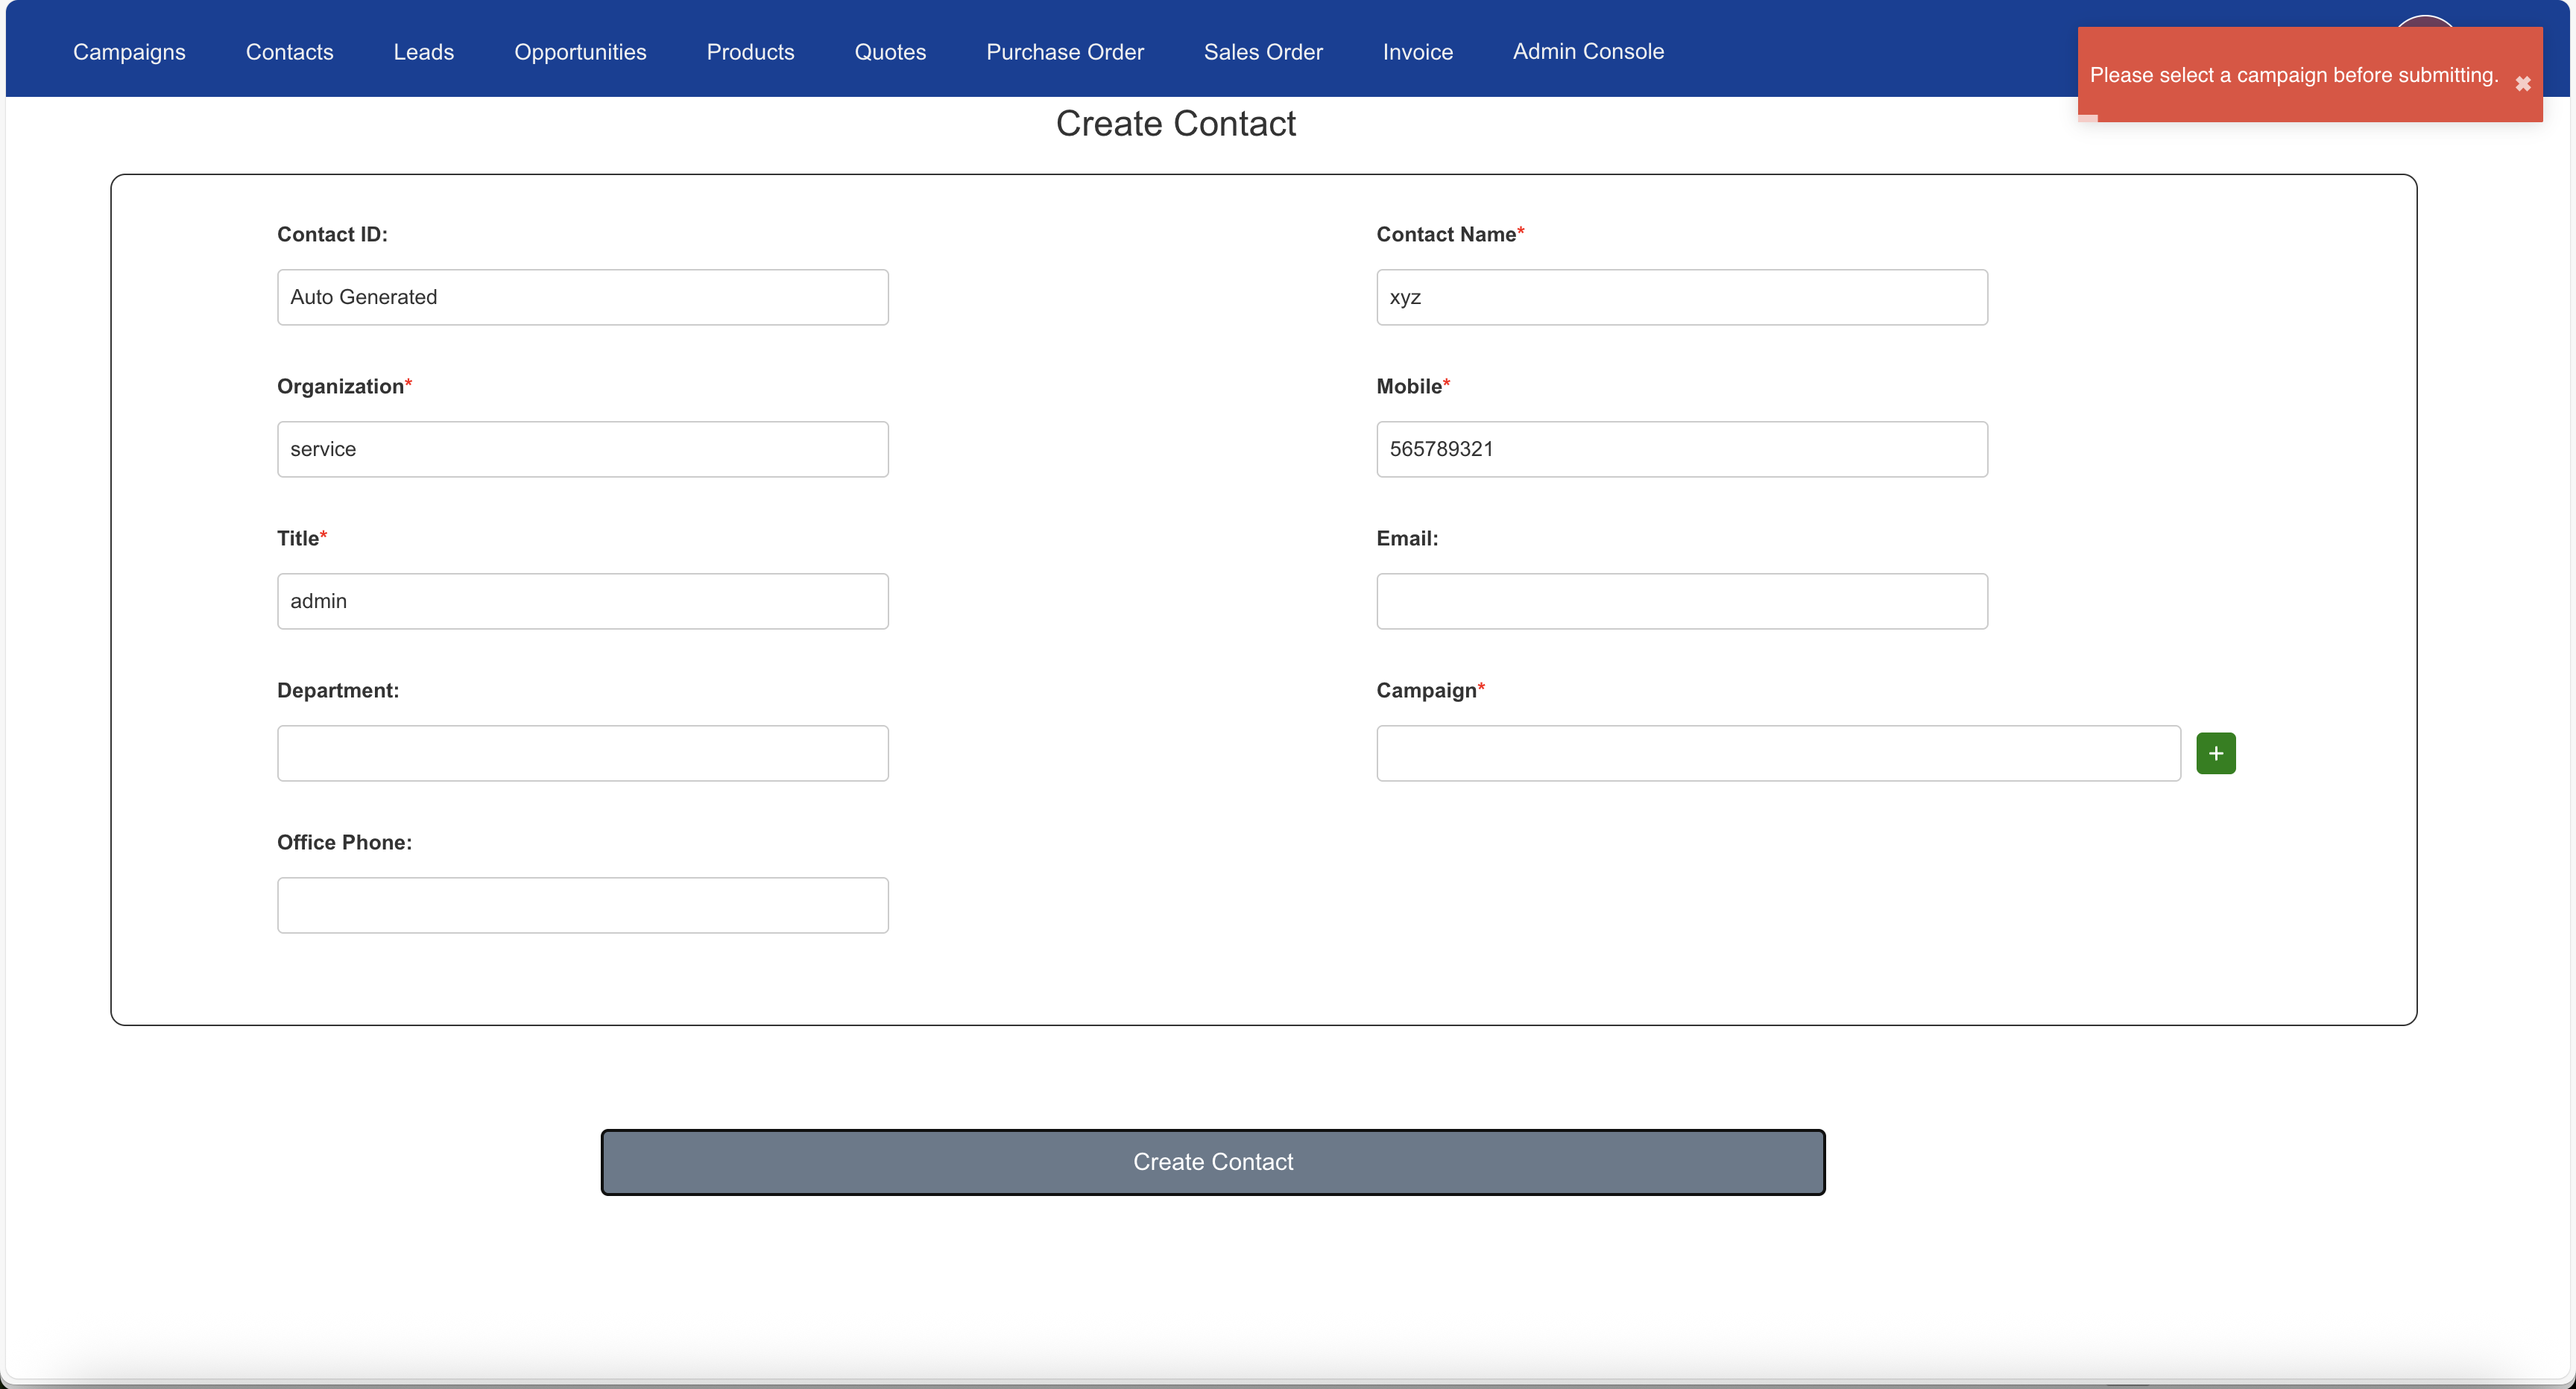 Campaigns Contacts Leads Opportunities Products Quotes Purchase Order Sales Order Invoice Admin Console
Please select a campaign before submitting. ✖
Create Contact
Contact ID:
Auto Generated
Contact Name*
xyz
Organization*
service
Mobile*
565789321
Title*
admin
Email:
Department:
Campaign*
+
Office Phone:
Create Contact